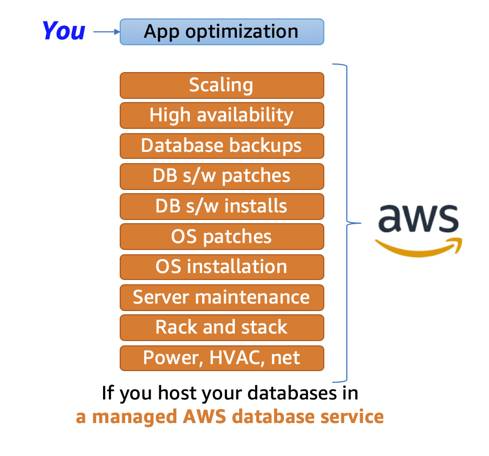 You
App optimization
Scaling
High availability
Database backups
DB s/w patches
DB s/w installs
OS patches
OS installation
Server maintenance
Rack and stack
Power, HVAC, net
aws
If you host your databases in
a managed AWS database service